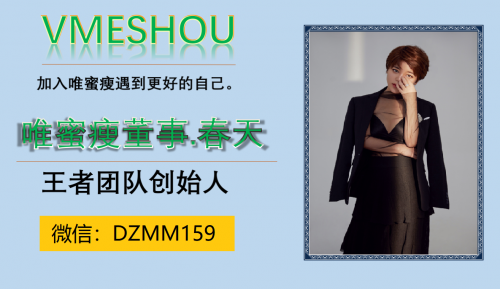 VMESHOU
加入唯蜜瘦遇到更好的自己。
唯蜜瘦董事.春天
王者团队创始人
微信：DZMM159